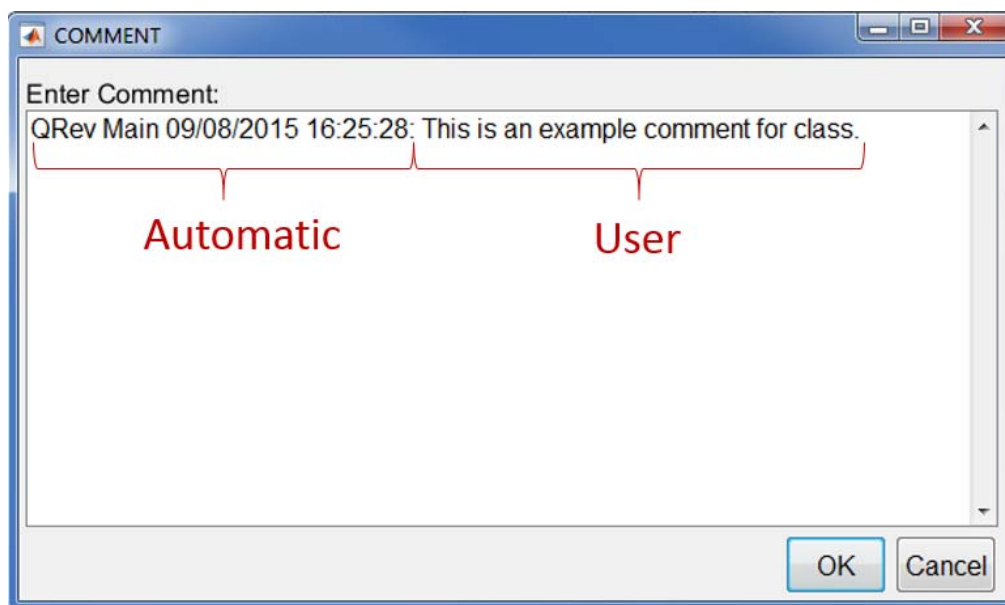 COMMENT
Enter Comment:
QRev Main 09/08/2015 16:25:28: This is an example comment for class.
Automatic
User
OK
Cancel